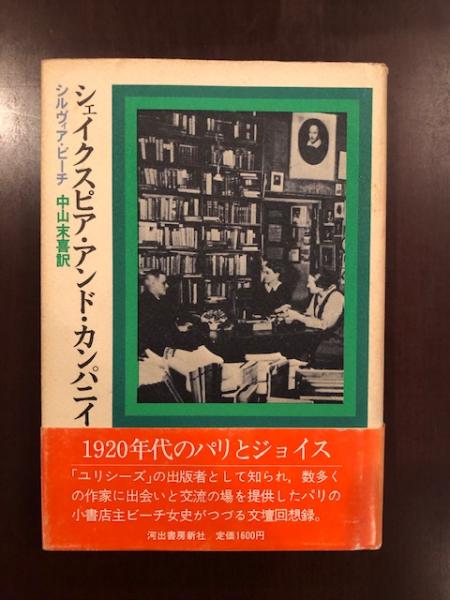 シェイクスピア・アンド・カンパニイ
シルヴィア・ビーチ
中山末喜訳
1920年代のパリとジョイス
「ユリシーズ」の出版者として知られ，数多く
の作家に出会いと交流の場を提供したパリの
小書店主ビーチ女史がつづる文壇回想録。
河出書房新社 定価1600円